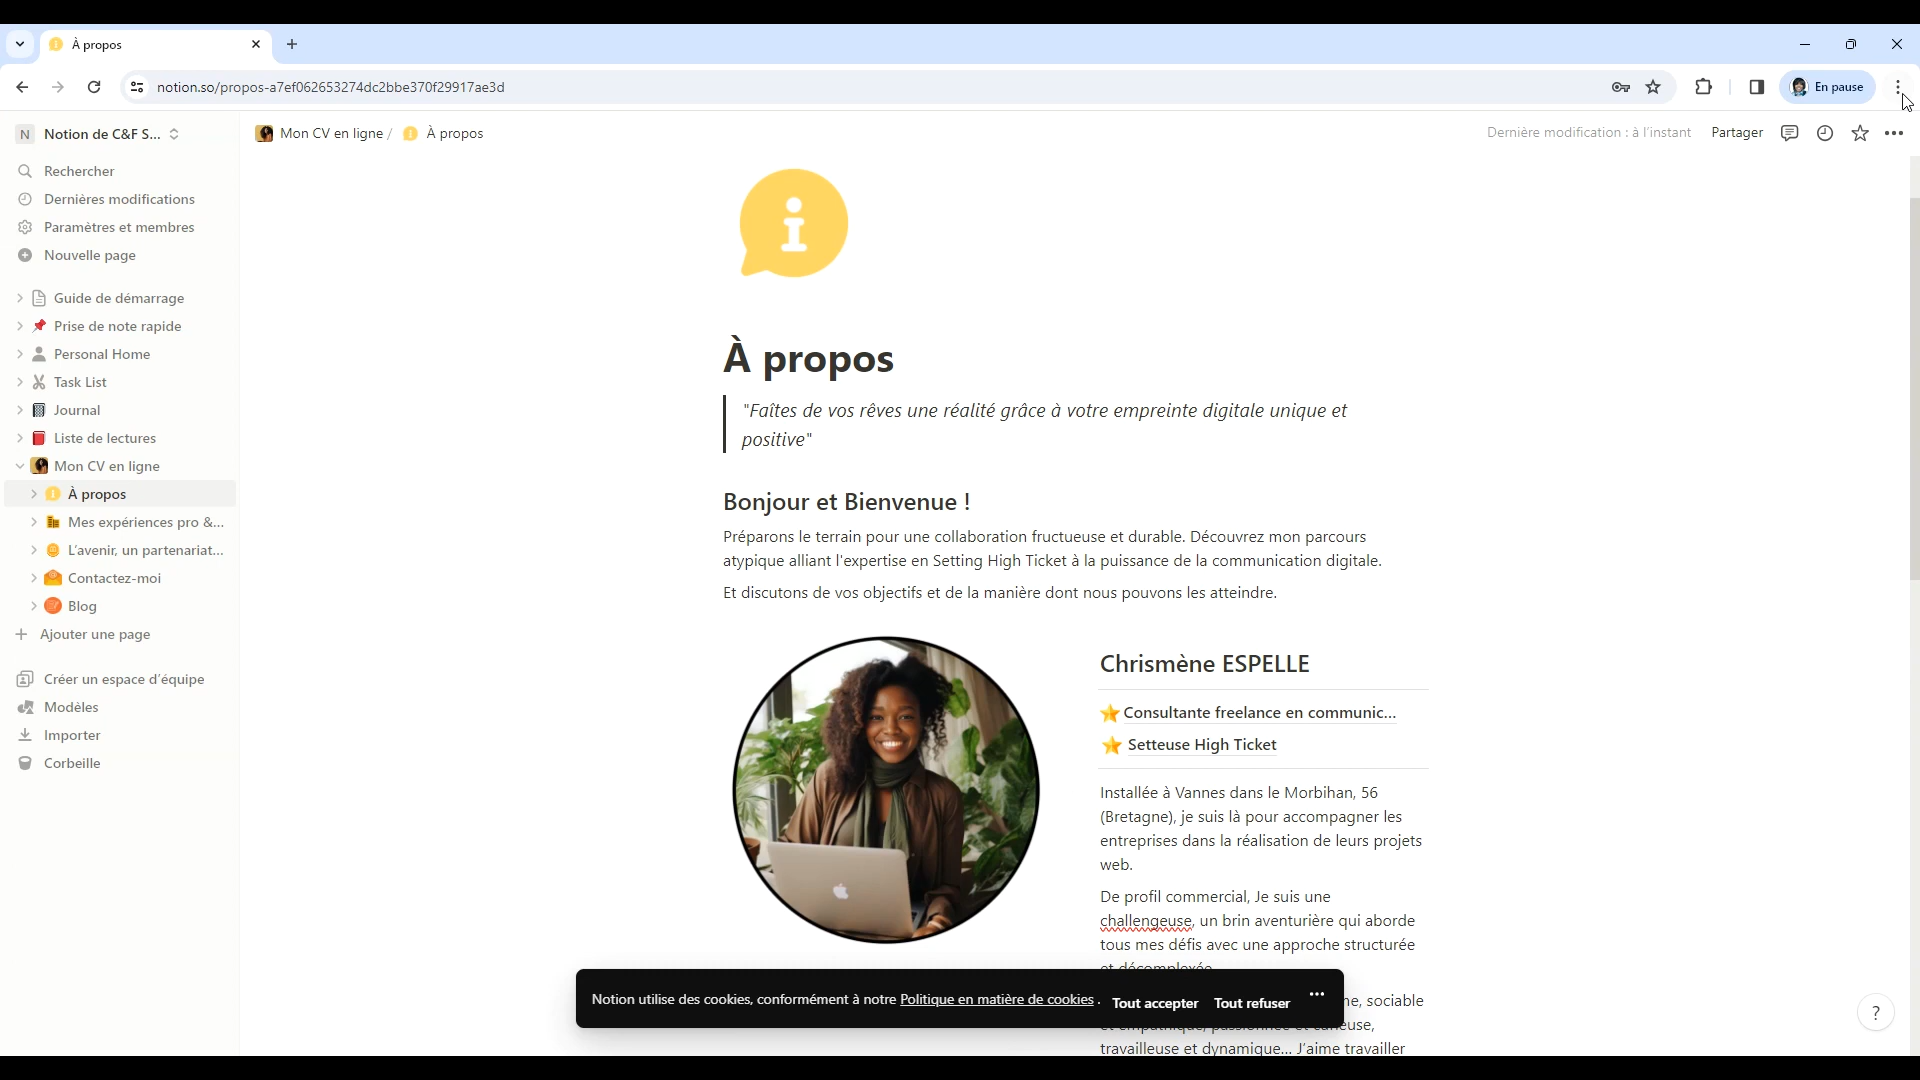 À propos
notion.so/propos-a7ef062653274dc2bbe370f29917ae3d
En pause
N Notion de C&F S...
Mon CV en ligne / À propos
Dernière modification : à l'instant Partager
Rechercher
Dernières modifications
Paramètres et membres
Nouvelle page
Guide de démarrage
Prise de note rapide
Personal Home
Task List
Journal
Liste de lectures
Mon CV en ligne
À propos
Mes expériences pro &...
L'avenir, un partenariat...
Contactez-moi
Blog
Ajouter une page
Créer un espace d'équipe
Modèles
Importer
Corbeille
À propos
"Faîtes de vos rêves une réalité grâce à votre empreinte digitale unique et
positive"
Bonjour et Bienvenue !
Préparons le terrain pour une collaboration fructueuse et durable. Découvrez mon parcours
atypique alliant l'expertise en Setting High Ticket à la puissance de la communication digitale.
Et discutons de vos objectifs et de la manière dont nous pouvons les atteindre.
Chrismène ESPELLE
Consultante freelance en communic...
Setteuse High Ticket
Installée à Vannes dans le Morbihan, 56
(Bretagne), je suis là pour accompagner les
entreprises dans la réalisation de leurs projets
web.
De profil commercial, Je suis une
challengeuse, un brin aventurière qui aborde
tous mes défis avec une approche structurée
et décomplexée
sociable
travailleuse et dynamique... J'aime travailler
Notion utilise des cookies, conformément à notre Politique en matière de cookies . Tout accepter Tout refuser
?